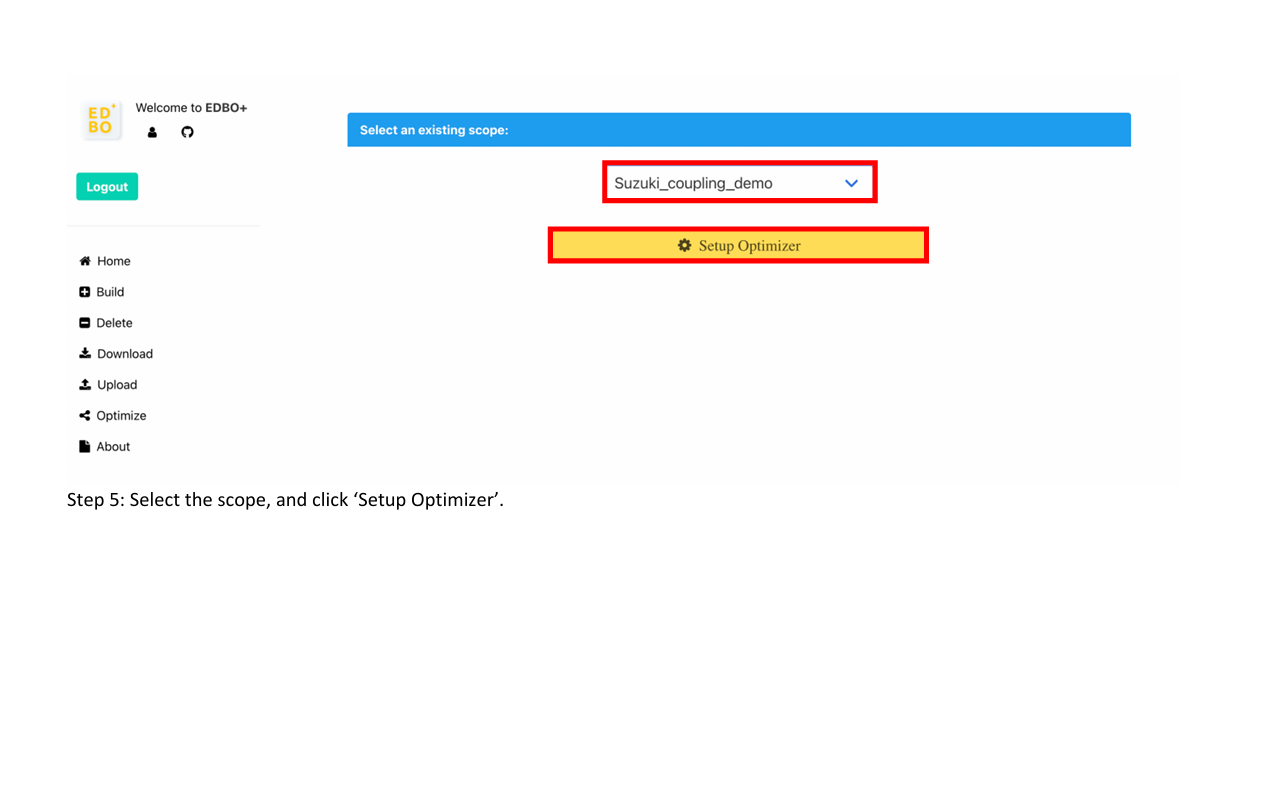 ED+
BO
Welcome to EDBO+
Logout
Home
Build
Delete
Download
Upload
Optimize
About
Select an existing scope:
Suzuki_coupling_demo
Setup Optimizer
Step 5: Select the scope, and click ‘Setup Optimizer’.